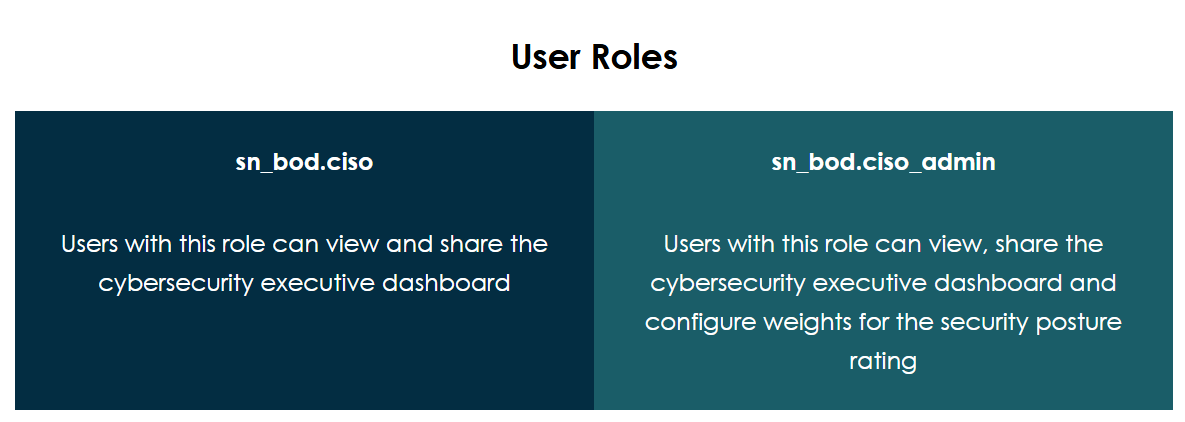 User Roles
sn_bod.ciso
Users with this role can view and share the
cybersecurity executive dashboard
sn_bod.ciso_admin
Users with this role can view, share the
cybersecurity executive dashboard and
configure weights for the security posture
rating